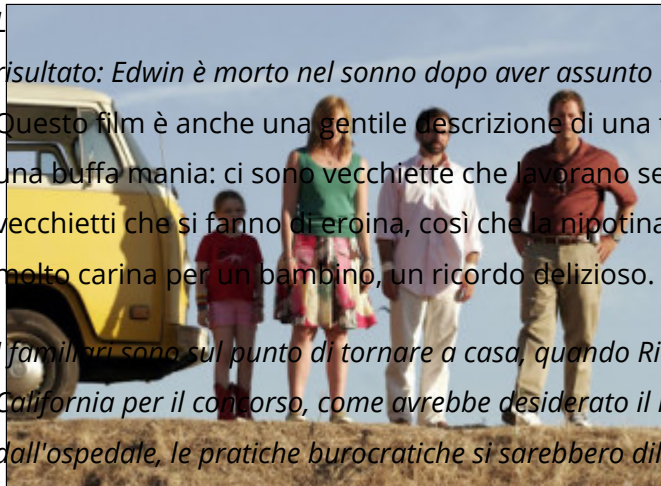 risultato: Edwin è morto nel sonno dopo aver assunto
Questo film è anche una gentile descrizione di una
una buffa mania: ci sono vecchiette che lavorano se
vecchietti che si fanno di eroina, così che la nipotina
molto carina per un bambino, un ricordo delizioso.
I familiari sono sul punto di tornare a casa, quando Ri
California per il concorso, come avrebbe desiderato il
dall'ospedale, le pratiche burocratiche si sarebbero dil